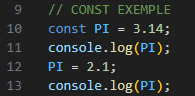 9 // CONST EXEMPLE
10 const PI = 3.14;
11 console.log(PI);
12 PI = 2.1;
13 console.log(PI);